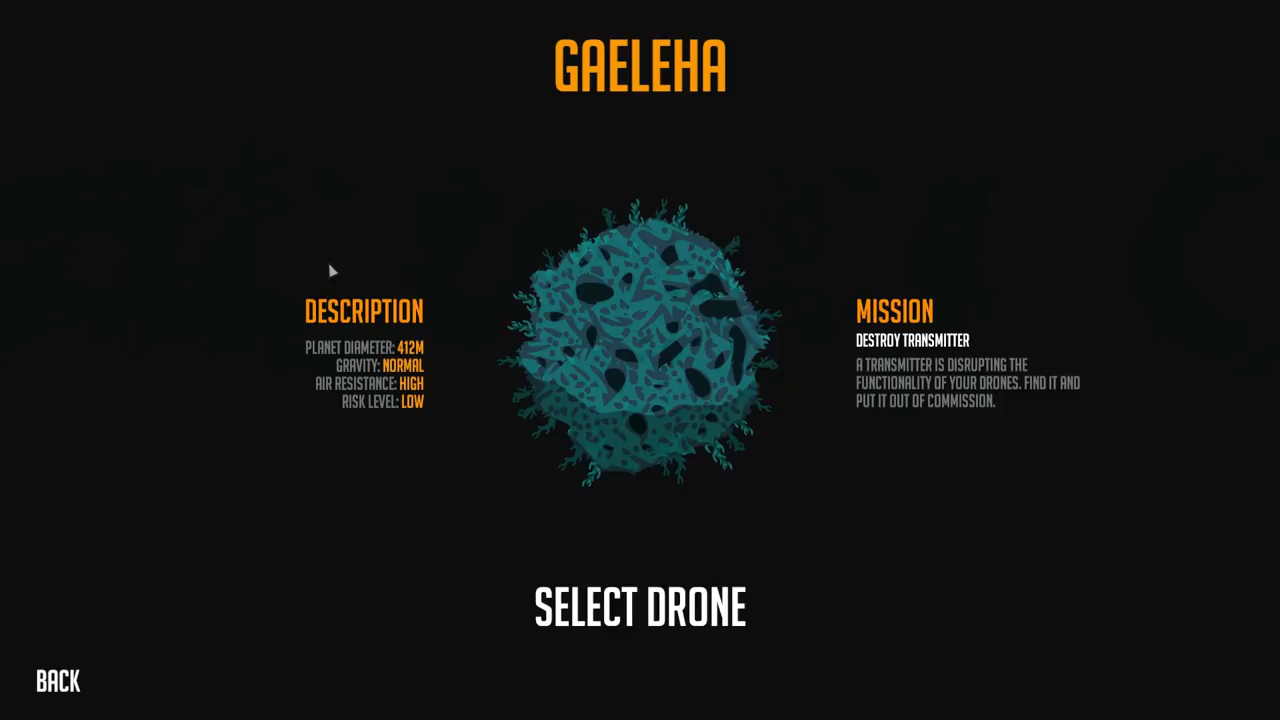 GAELEHA
DESCRIPTION
PLANET DIAMETER: 412M
GRAVITY: NORMAL
AIR RESISTANCE: HIGH
RISK LEVEL: LOW
MISSION
DESTROY TRANSMITTER
A TRANSMITTER IS DISRUPTING THE
FUNCTIONALITY OF YOUR DRONES. FIND IT AND
PUT IT OUT OF COMMISSION.
SELECT DRONE
BACK